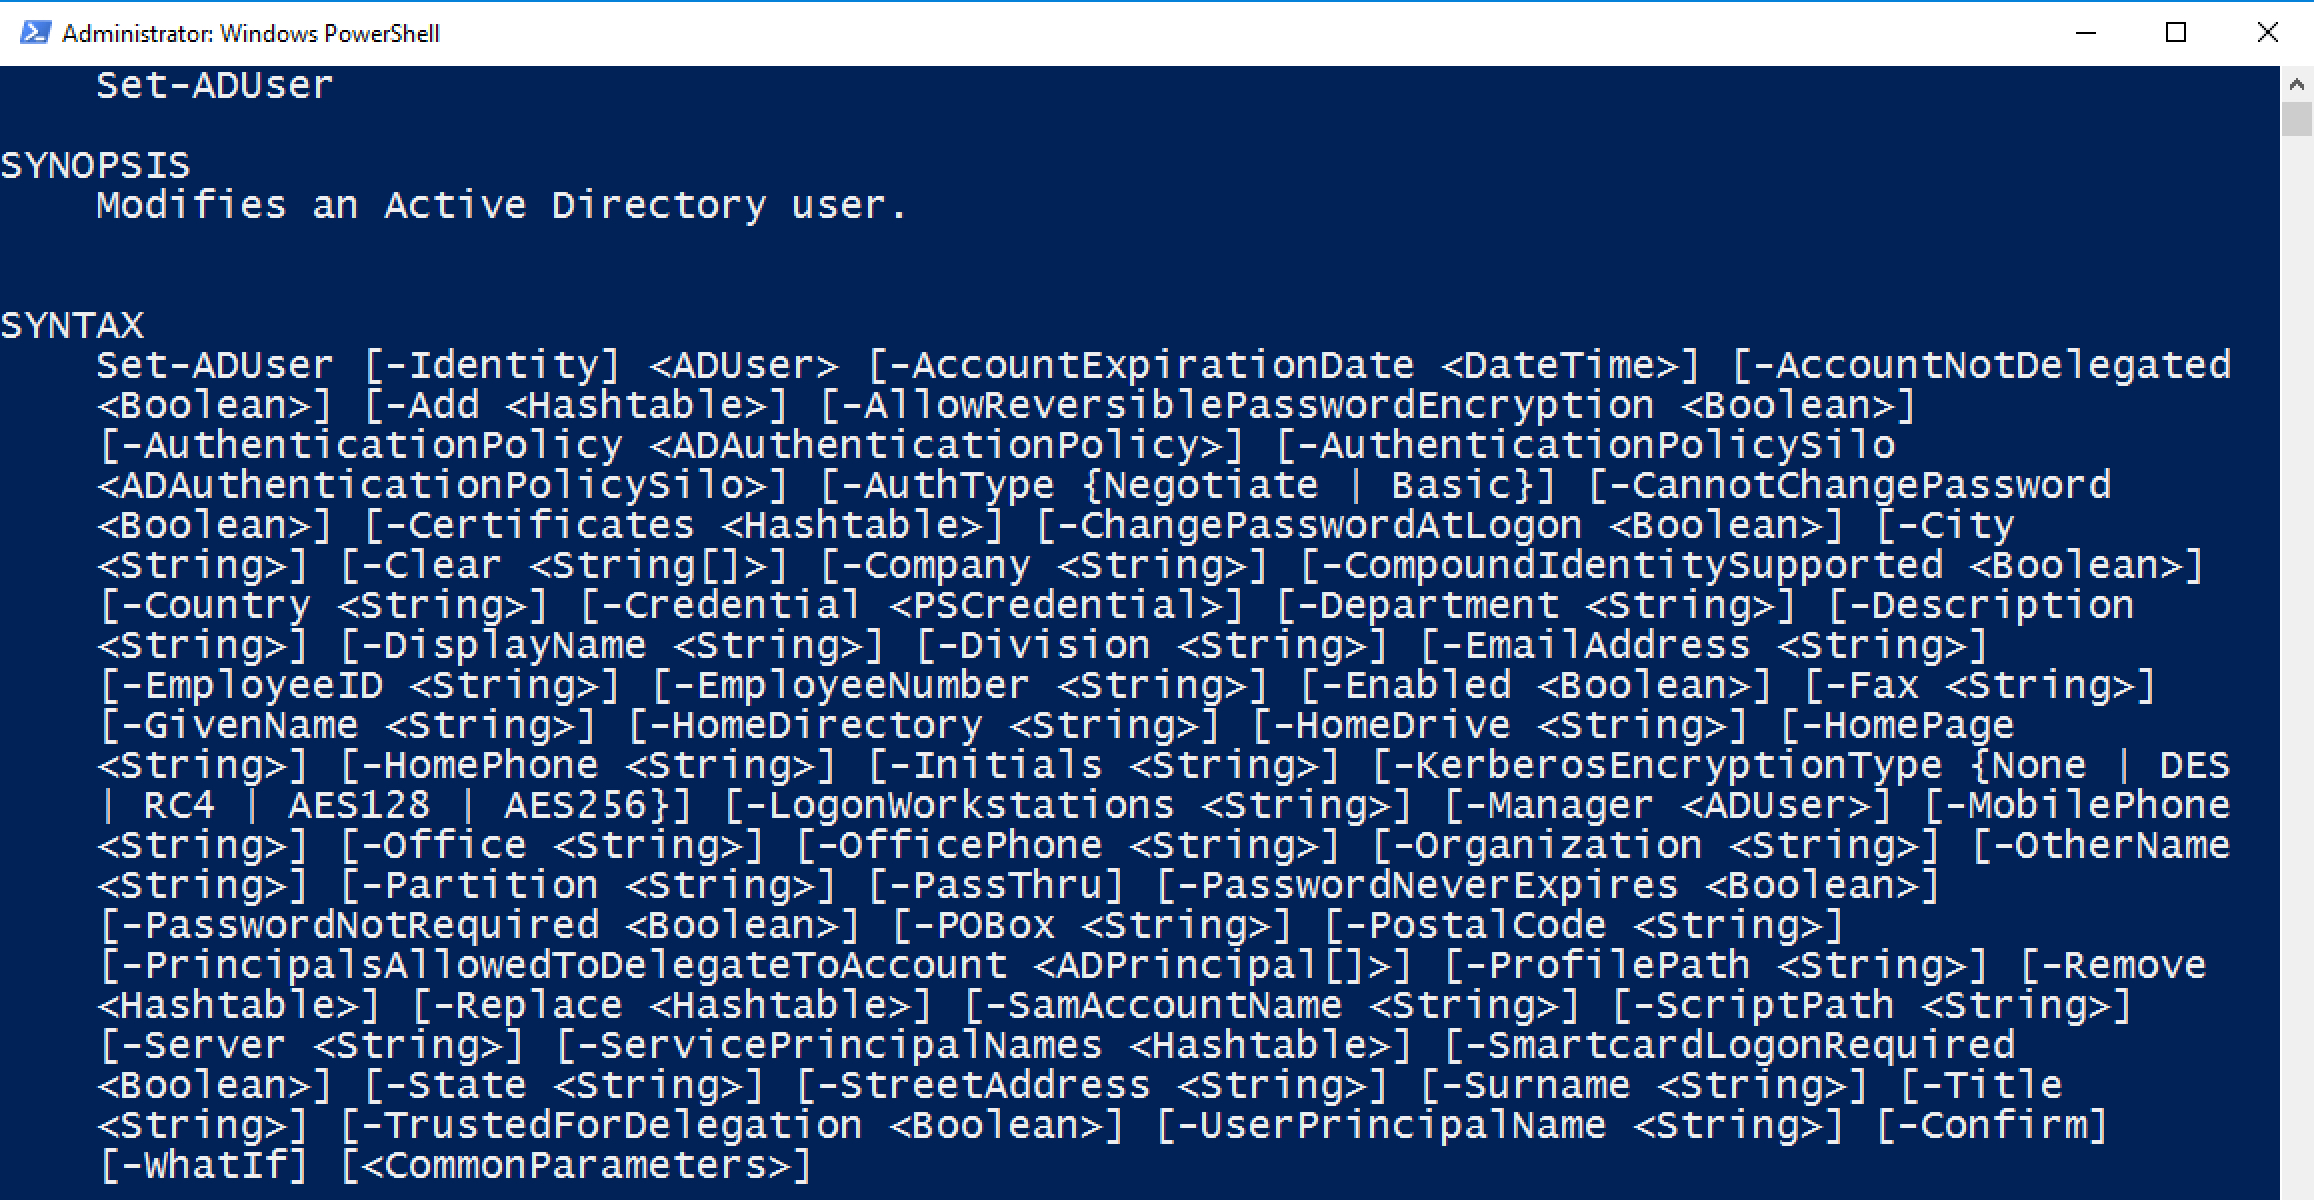 Administrator: Windows PowerShell
Set-ADUser
SYNOPSIS
Modifies an Active Directory user.
SYNTAX
Set-ADUser [-Identity] <ADUser> [-AccountExpirationDate <DateTime>] [-AccountNotDelegated
<Boolean>] [-Add <Hashtable>] [-AllowReversiblePasswordEncryption <Boolean>]
[-AuthenticationPolicy <ADAuthenticationPolicy>] [-AuthenticationPolicySilo
<ADAuthenticationPolicySilo>] [-AuthType {Negotiate | Basic}] [-CannotChangePassword
<Boolean>] [-Certificates <Hashtable>] [-ChangePasswordAtLogon <Boolean>] [-City
<String>] [-Clear <String[]>] [-Company <String>] [-CompoundIdentitySupported <Boolean>]
[-Country <String>] [-Credential <PSCredential>] [-Department <String>] [-Description
<String>] [-DisplayName <String>] [-Division <String>] [-EmailAddress <String>]
[-EmployeeID <String>] [-EmployeeNumber <String>] [-Enabled <Boolean>] [-Fax <String>]
[-GivenName <String>] [-HomeDirectory <String>] [-HomeDrive <String>] [-HomePage
<String>] [-HomePhone <String>] [-Initials <String>] [-KerberosEncryptionType {None | DES
| RC4 | AES128 | AES256}] [-LogonWorkstations <String>] [-Manager <ADUser>] [-MobilePhone
<String>] [-Office <String>] [-OfficePhone <String>] [-Organization <String>] [-OtherName
<String>] [-Partition <String>] [-PassThru] [-PasswordNeverExpires <Boolean>]
[-PasswordNotRequired <Boolean>] [-POBox <String>] [-PostalCode <String>]
[-PrincipalsAllowedToDelegateToAccount <ADPrincipal[]>] [-ProfilePath <String>] [-Remove
<Hashtable>] [-Replace <Hashtable>] [-SamAccountName <String>] [-ScriptPath <String>]
[-Server <String>] [-ServicePrincipalNames <Hashtable>] [-SmartcardLogonRequired
<Boolean>] [-State <String>] [-StreetAddress <String>] [-Surname <String>] [-Title
<String>] [-TrustedForDelegation <Boolean>] [-UserPrincipalName <String>] [-Confirm]
[-WhatIf] [<CommonParameters>]